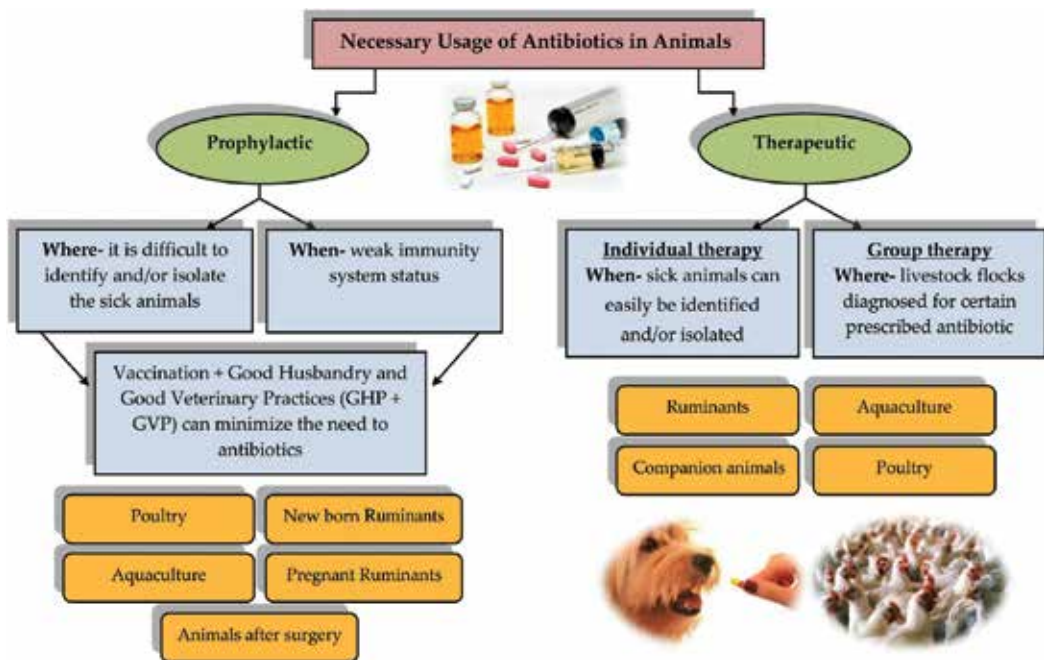 Necessary Usage of Antibiotics in Animals
Prophylactic
Therapeutic
Where- it is difficult to
identify and/or isolate
the sick animals
When- weak immunity
system status
Individual therapy
When- sick animals can
easily be identified
and/or isolated
Group therapy
Where- livestock flocks
diagnosed for certain
prescribed antibiotic
Vaccination + Good Husbandry and
Good Veterinary Practices (GHP +
GVP) can minimize the need to
antibiotics
Ruminants
Aquaculture
Companion animals
Poultry
Poultry
New born Ruminants
Aquaculture
Pregnant Ruminants
Animals after surgery